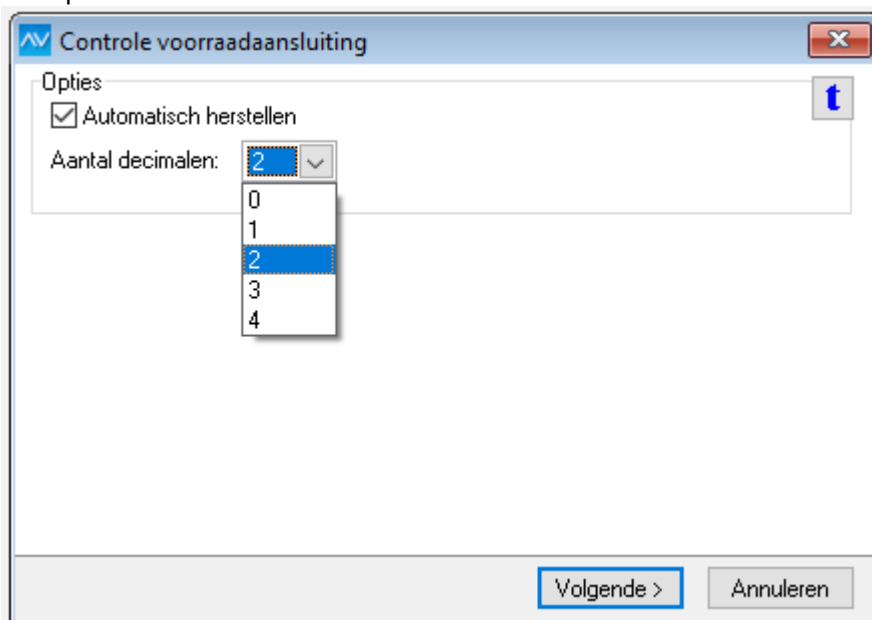 Controle voorraadaansluiting
Opties
t
Automatisch herstellen
Aantal decimalen: 2
0
1
2
3
4
Volgende > Annuleren